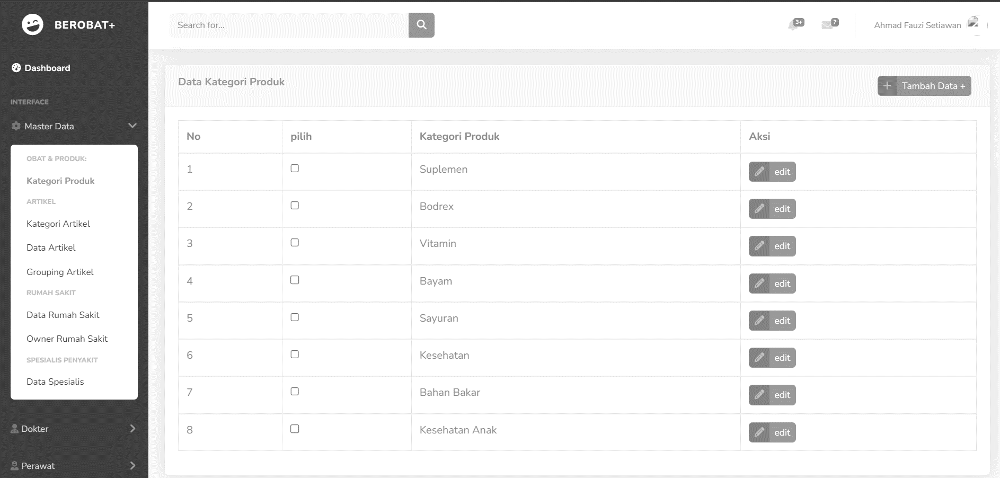 BEROBAT+
Search for...
3+
7
Ahmad Fauzi Setiawan
Dashboard
INTERFACE
Master Data
OBAT & PRODUK:
Kategori Produk
ARTIKEL
Kategori Artikel
Data Artikel
Grouping Artikel
RUMAH SAKIT
Data Rumah Sakit
Owner Rumah Sakit
SPESIALIS PENYAKIT
Data Spesialis
Dokter
Perawat
Data Kategori Produk
+ Tambah Data +
No pilih Kategori Produk Aksi
1 Suplemen edit
2 Bodrex edit
3 Vitamin edit
4 Bayam edit
5 Sayuran edit
6 Kesehatan edit
7 Bahan Bakar edit
8 Kesehatan Anak edit